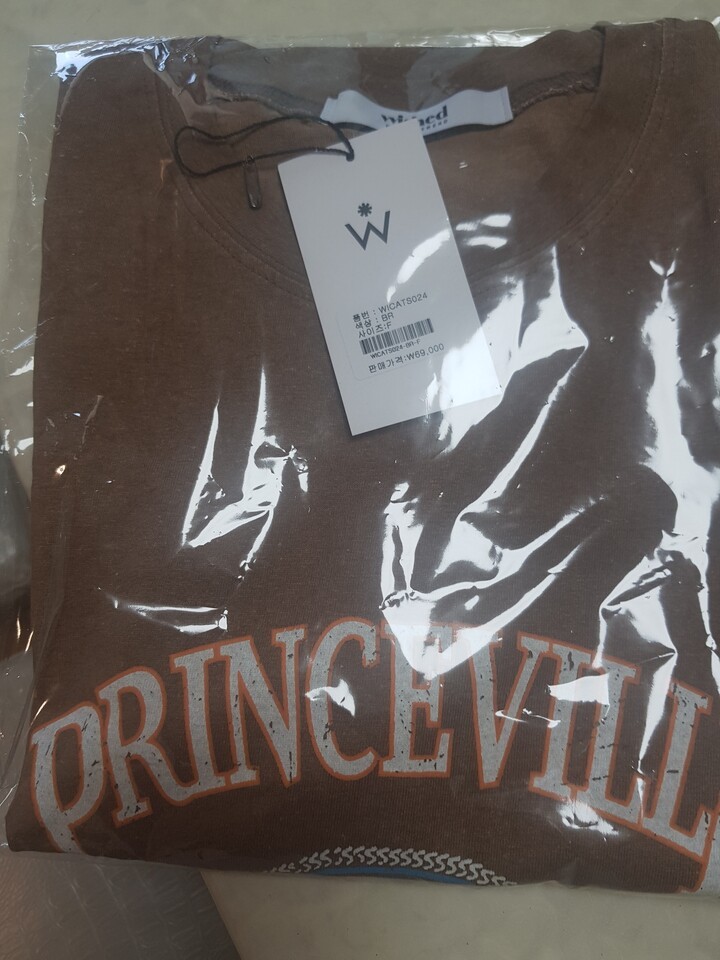 W
품번 : WICATS024
색상 : BR
사이즈:F
WICATS024-BR-F
판매가격:₩69,000
PRINCEVILL